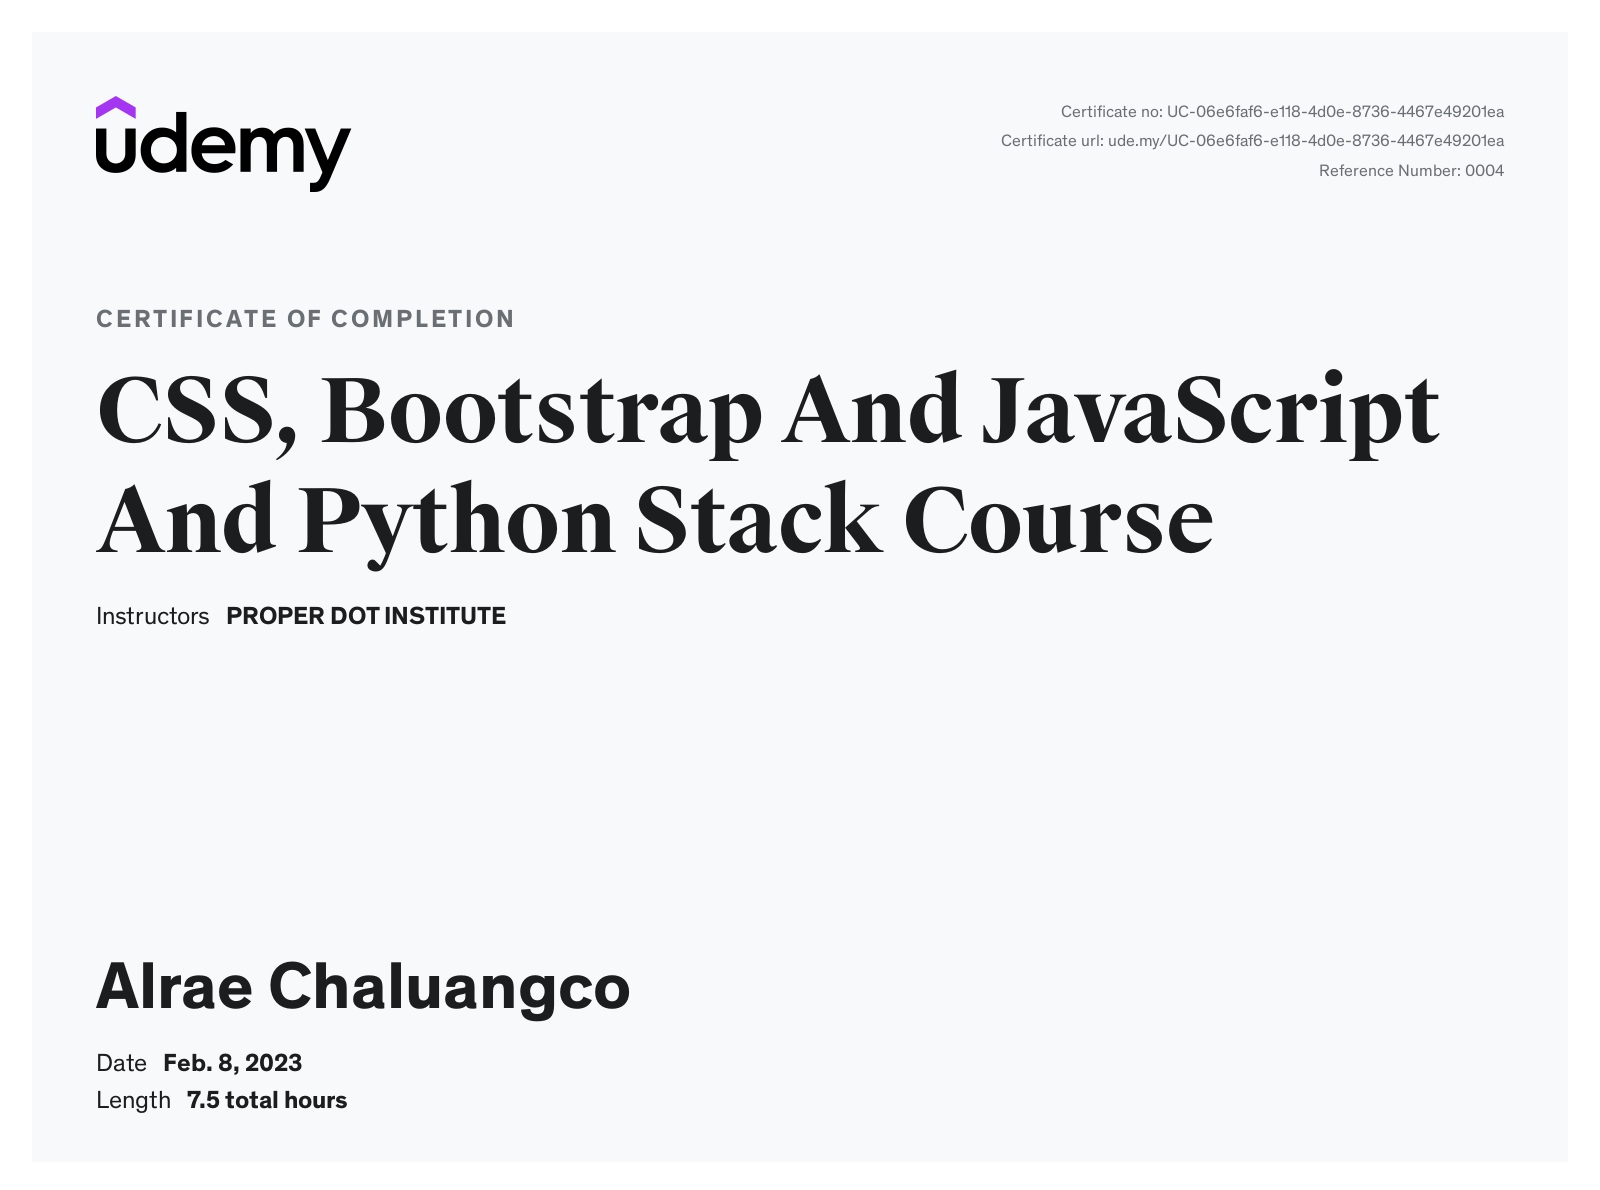 udemy
Certificate no: UC-06e6faf6-e118-4d0e-8736-4467e49201ea
Certificate url: ude.my/UC-06e6faf6-e118-4d0e-8736-4467e49201ea
Reference Number: 0004
CERTIFICATE OF COMPLETION
CSS, Bootstrap And JavaScript
And Python Stack Course
Instructors PROPER DOT INSTITUTE
Alrae Chaluangco
Date Feb. 8, 2023
Length 7.5 total hours